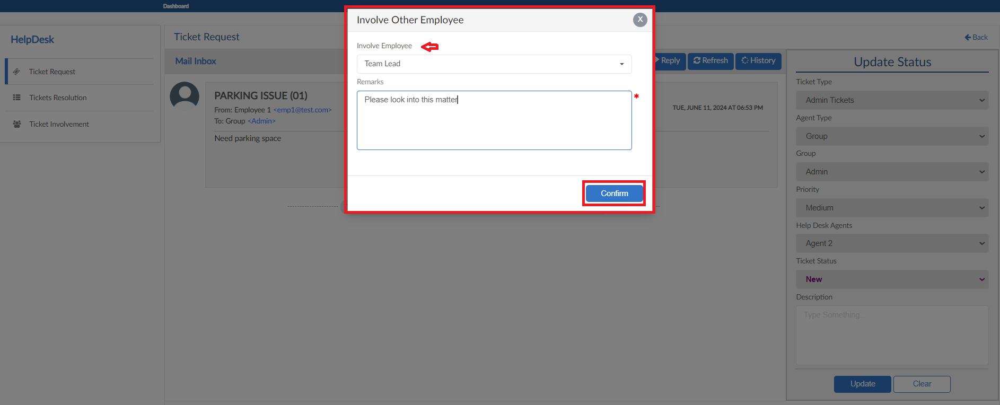 Dashboard
HelpDesk
Ticket Request
Tickets Resolution
Ticket Involvement
Ticket Request
Back
Mail Inbox
Reply
Refresh
History
PARKING ISSUE (01)
From: Employee 1 <emp1@test.com>
To: Group <Admin>
TUE, JUNE 11, 2024 AT 06:53 PM
Need parking space
Involve Other Employee
X
Involve Employee
Team Lead
Remarks
Please look into this matter
*
Confirm
Update Status
Ticket Type
Admin Tickets
Agent Type
Group
Group
Admin
Priority
Medium
Help Desk Agents
Agent 2
Ticket Status
New
Description
Type Something...
Update
Clear